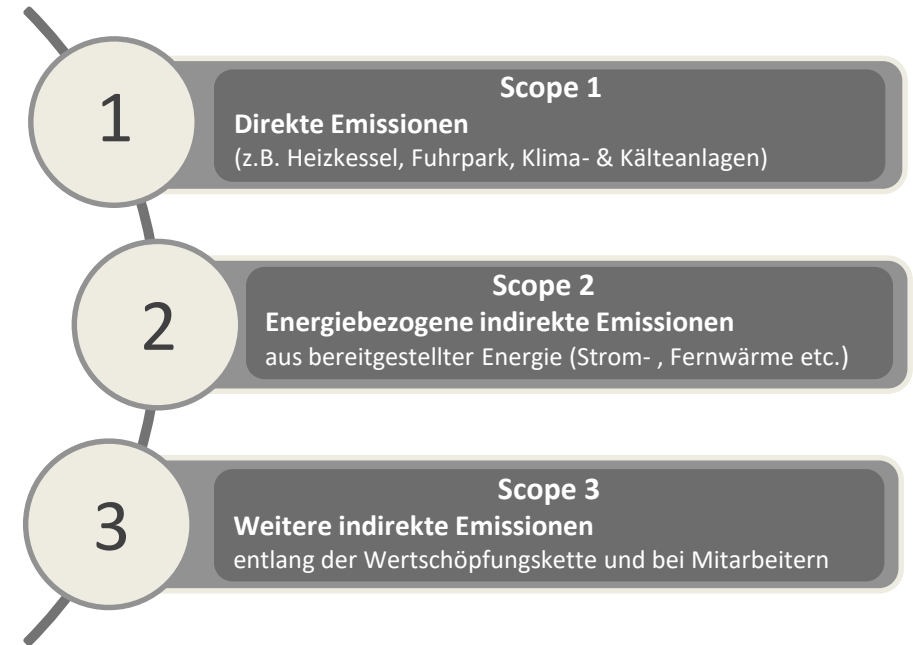 1
Scope 1
Direkte Emissionen
(z.B. Heizkessel, Fuhrpark, Klima- & Kälteanlagen)
2
Scope 2
Energiebezogene indirekte Emissionen
aus bereitgestellter Energie (Strom- , Fernwärme etc.)
3
Scope 3
Weitere indirekte Emissionen
entlang der Wertschöpfungskette und bei Mitarbeitern